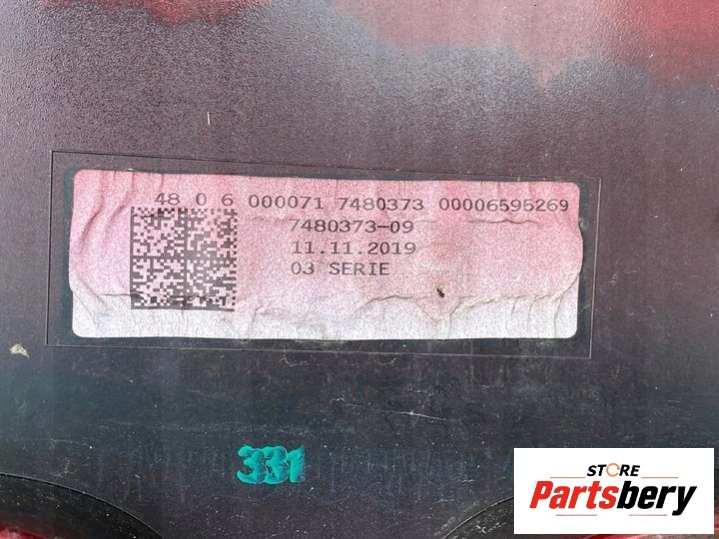 48 0 6 000071 7480373 00006595269
7480373-09
11.11.2019
03 SERIE
331
STORE
Partsbery